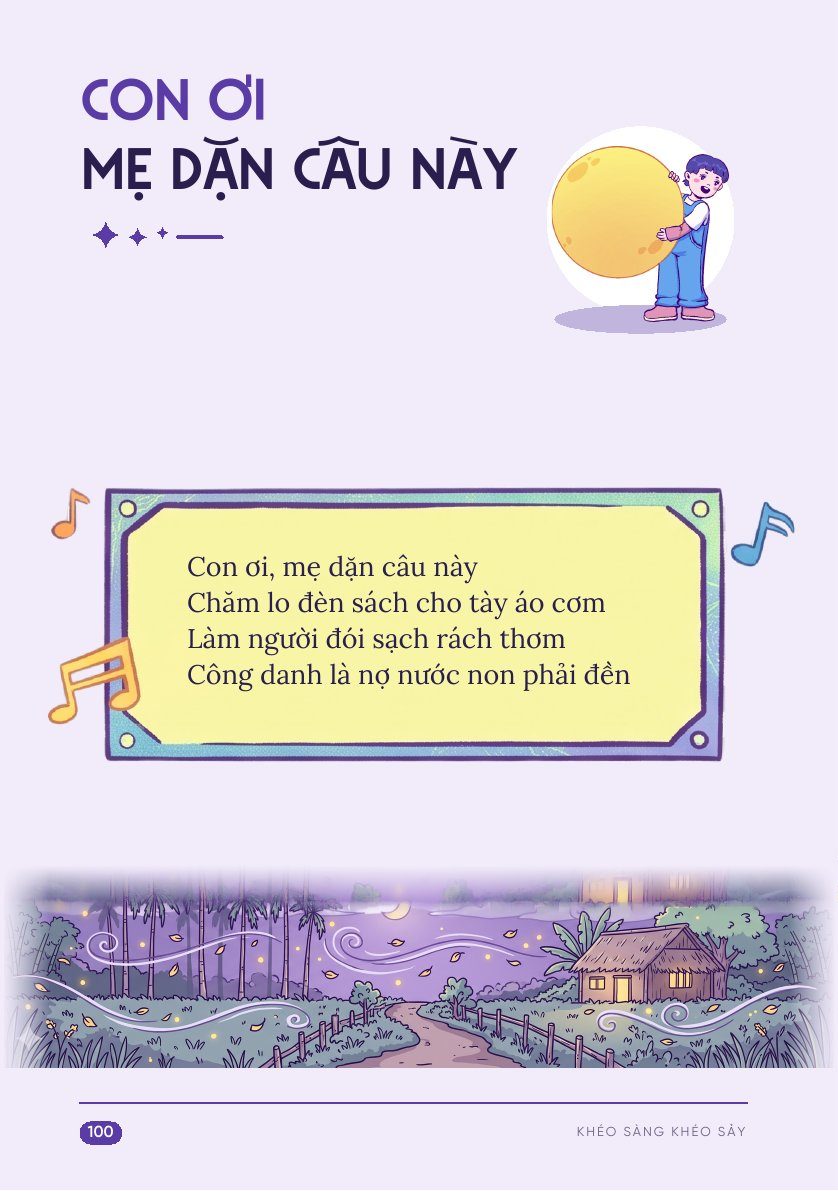 CON ƠI
MẸ DẶN CÂU NÀY
Con ơi, mẹ dặn câu này
Chăm lo đèn sách cho tày áo cơm
Làm người đói sạch rách thơm
Công danh là nợ nước non phải đền
100
KHÉO SÀNG KHÉO SẢY